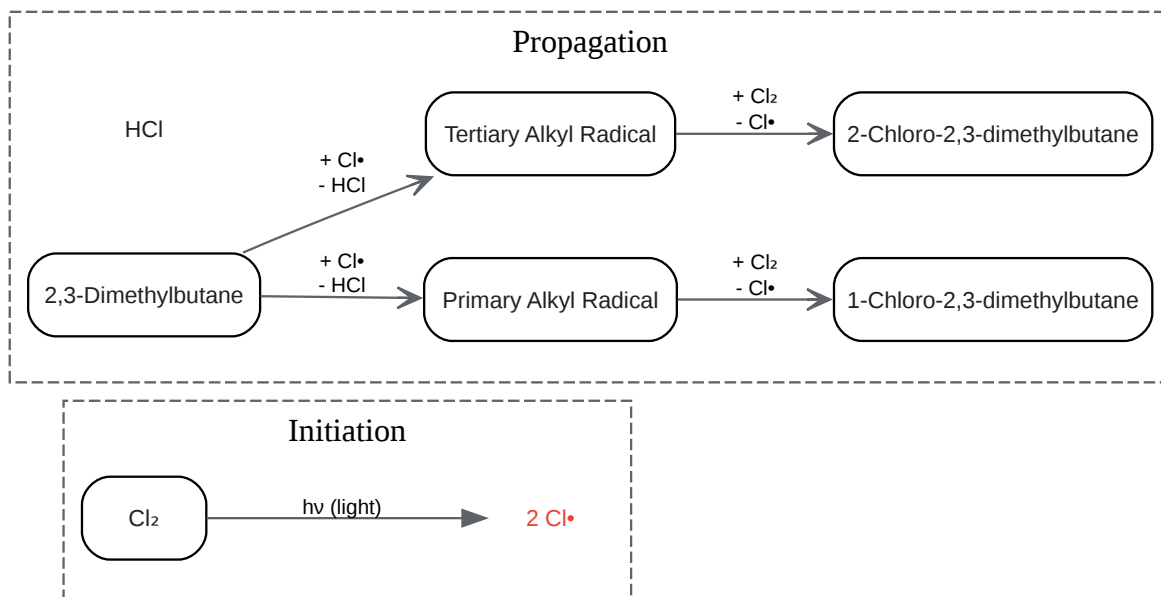 Propagation
HCl
+ Cl•
- HCl
Tertiary Alkyl Radical
+ Cl₂
- Cl•
2-Chloro-2,3-dimethylbutane
2,3-Dimethylbutane
+ Cl•
- HCl
Primary Alkyl Radical
+ Cl₂
- Cl•
1-Chloro-2,3-dimethylbutane
Initiation
Cl₂
hν (light)
2 Cl•